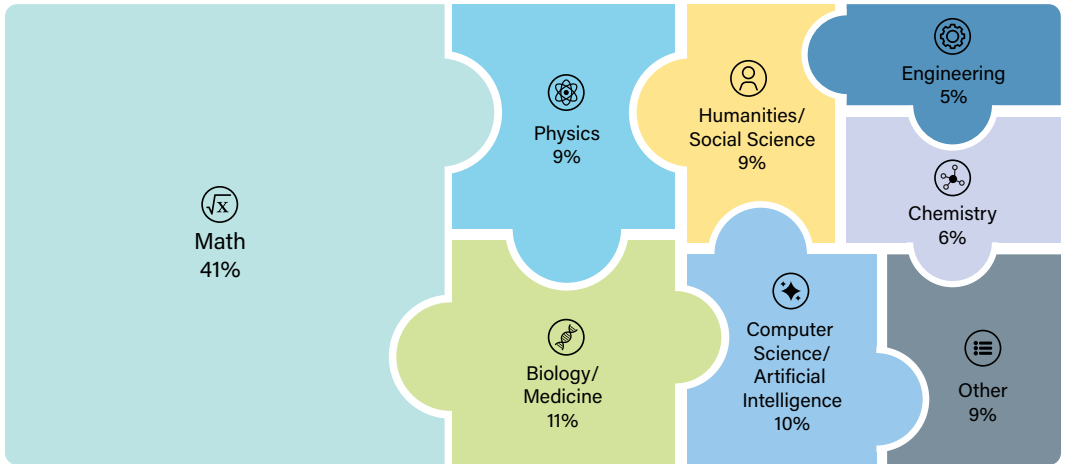 √x
Math
41%
Physics
9%
Biology/
Medicine
11%
Humanities/
Social Science
9%
Computer
Science/
Artificial
Intelligence
10%
Engineering
5%
Chemistry
6%
Other
9%